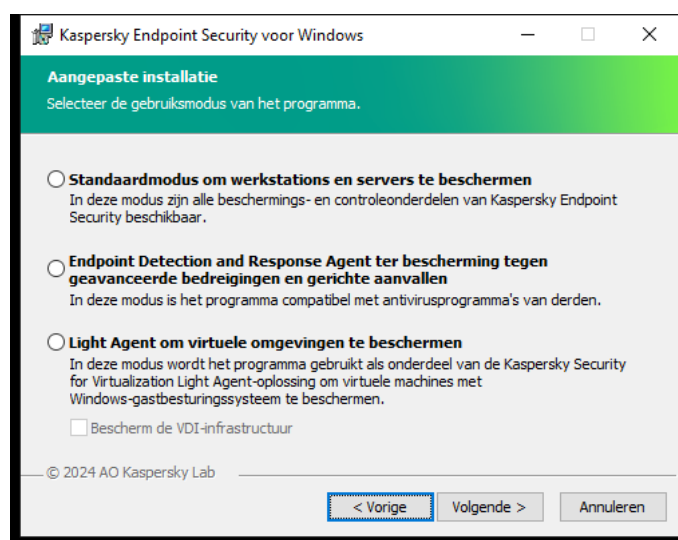 Kaspersky Endpoint Security voor Windows
Aangepaste installatie
Selecteer de gebruiksmodus van het programma.
Standaardmodus om werkstations en servers te beschermen
In deze modus zijn alle beschermings- en controleonderdelen van Kaspersky Endpoint
Security beschikbaar.
Endpoint Detection and Response Agent ter bescherming tegen
geavanceerde bedreigingen en gerichte aanvallen
In deze modus is het programma compatibel met antivirusprogramma's van derden.
Light Agent om virtuele omgevingen te beschermen
In deze modus wordt het programma gebruikt als onderdeel van de Kaspersky Security
for Virtualization Light Agent-oplossing om virtuele machines met
Windows-gastbesturingssysteem te beschermen.
Bescherm de VDI-infrastructuur
© 2024 AO Kaspersky Lab
< Vorige Volgende > Annuleren